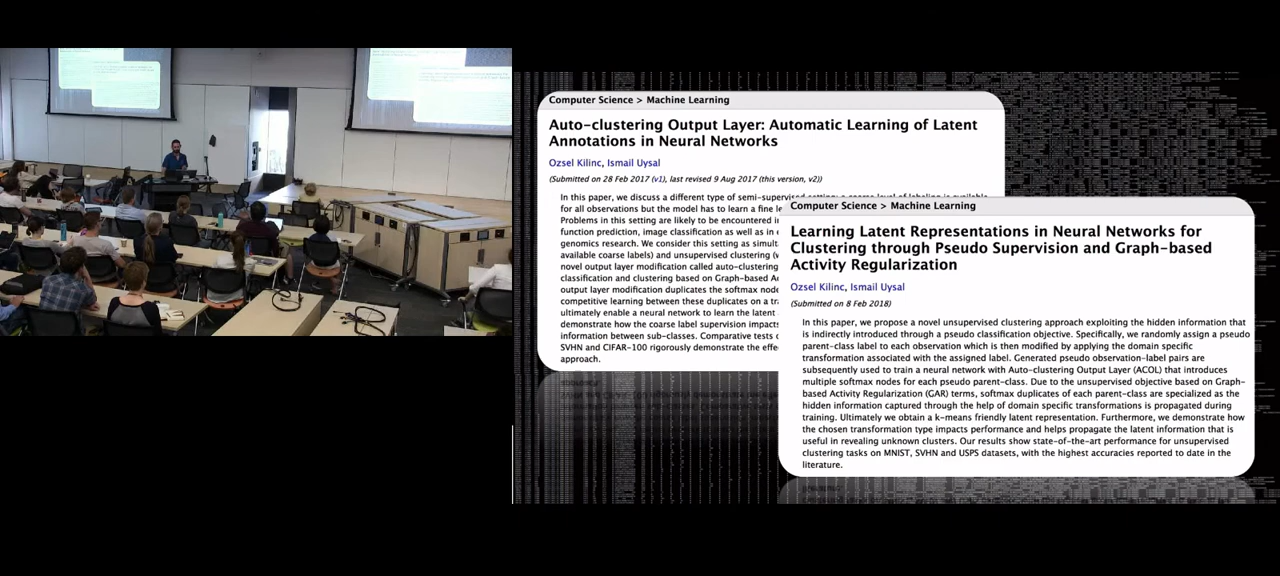 Computer Science > Machine Learning
Auto-clustering Output Layer: Automatic Learning of Latent
Annotations in Neural Networks
Ozsel Kilinc, Ismail Uysal
(Submitted on 28 Feb 2017 (v1), last revised 9 Aug 2017 (this version, v2))
In this paper, we discuss a different type of semi-supervised setting: a coarse level of labeling is available
for all observations but the model has to learn a fine le
Problems in this setting are likely to be encountered i
function prediction, image classification as well as in
genomics research. We consider this setting as simult
available coarse labels) and unsupervised clustering (
novel output layer modification called auto-clustering
classification and clustering based on Graph-based A
output layer modification duplicates the softmax node
competitive learning between these duplicates on a tr
ultimately enable a neural network to learn the latent
demonstrate how the coarse label supervision impacts
information between sub-classes. Comparative tests
SVHN and CIFAR-100 rigorously demonstrate the effe
approach.
Computer Science > Machine Learning
Learning Latent Representations in Neural Networks for
Clustering through Pseudo Supervision and Graph-based
Activity Regularization
Ozsel Kilinc, Ismail Uysal
(Submitted on 8 Feb 2018)
In this paper, we propose a novel unsupervised clustering approach exploiting the hidden information that
is indirectly introduced through a pseudo classification objective. Specifically, we randomly assign a pseudo
parent-class label to each observation which is then modified by applying the domain specific
transformation associated with the assigned label. Generated pseudo observation-label pairs are
subsequently used to train a neural network with Auto-clustering Output Layer (ACOL) that introduces
multiple softmax nodes for each pseudo parent-class. Due to the unsupervised objective based on Graph-
based Activity Regularization (GAR) terms, softmax duplicates of each parent-class are specialized as the
hidden information captured through the help of domain specific transformations is propagated during
training. Ultimately we obtain a k-means friendly latent representation. Furthermore, we demonstrate how
the chosen transformation type impacts performance and helps propagate the latent information that is
useful in revealing unknown clusters. Our results show state-of-the-art performance for unsupervised
clustering tasks on MNIST, SVHN and USPS datasets, with the highest accuracies reported to date in the
literature.